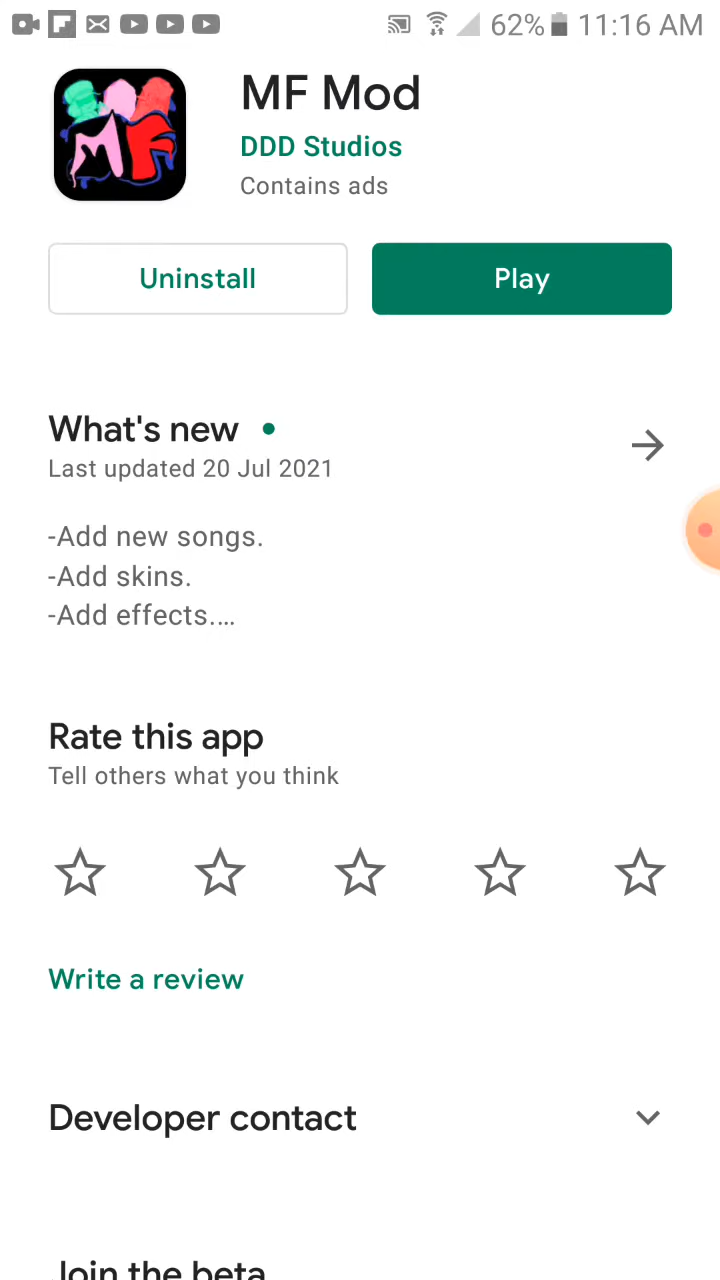 62% 11:16 AM
MF
MF Mod
DDD Studios
Contains ads
Uninstall
Play
What's new
Last updated 20 Jul 2021
-Add new songs.
-Add skins.
-Add effects....
Rate this app
Tell others what you think
Write a review
Developer contact
Join the beta